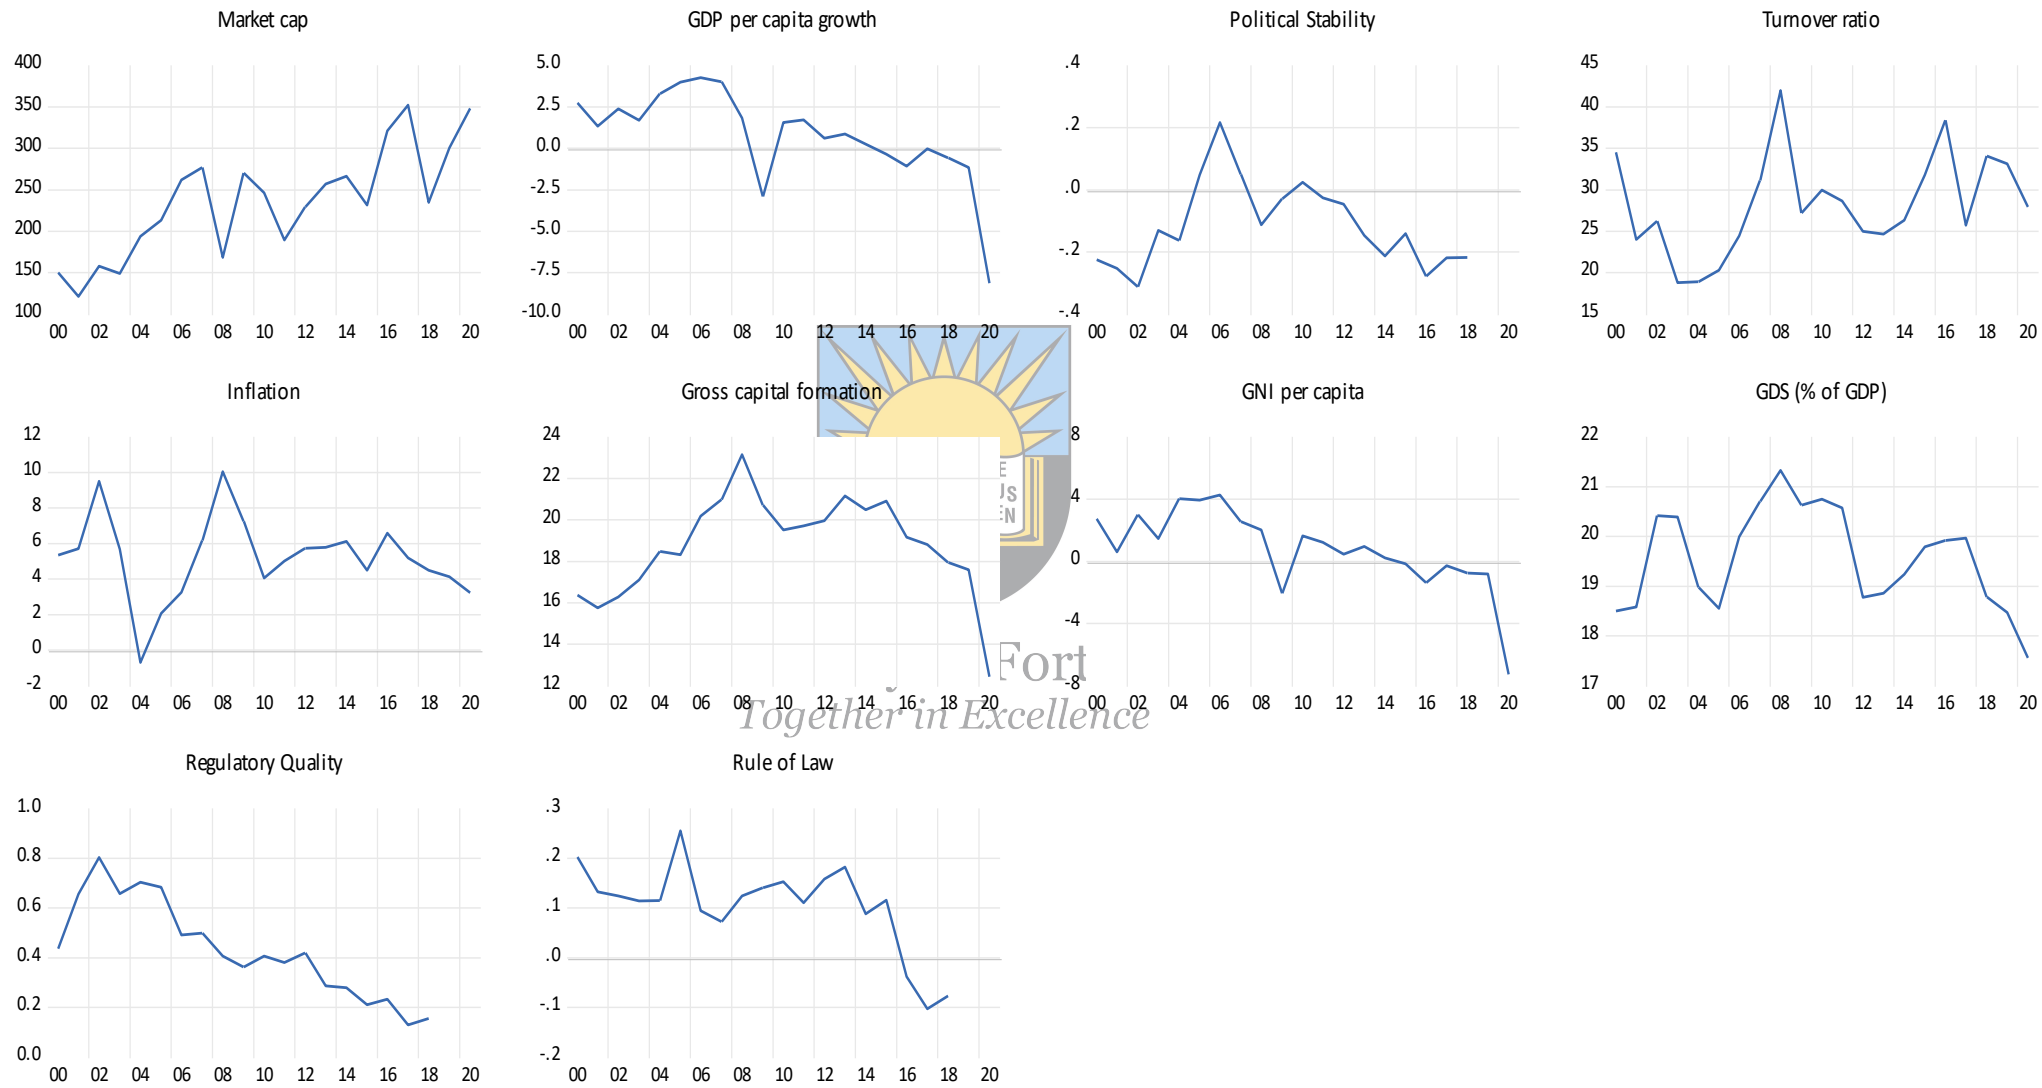 Market cap
GDP per capita growth
Political Stability
Turnover ratio
400
350
300
250
200
150
100
00 02 04 06 08 10 12 14 16 18 20
5.0
2.5
0.0
-2.5
-5.0
-7.5
-10.0
00 02 04 06 08 10 12 14 16 18 20
.4
.2
.0
-.2
-.4
00 02 04 06 08 10 12 14 16 18 20
45
40
35
30
25
20
15
00 02 04 06 08 10 12 14 16 18 20
Inflation
Gross capital formation
GNI per capita
GDS (% of GDP)
12
10
8
6
4
2
0
-2
00 02 04 06 08 10 12 14 16 18 20
24
22
20
18
16
14
12
00 02 04 06 08 10 12 14 16 18 20
8
4
0
-4
-8
00 02 04 06 08 10 12 14 16 18 20
22
21
20
19
18
17
00 02 04 06 08 10 12 14 16 18 20
Fort
Together in Excellence
Regulatory Quality
Rule of Law
1.0
0.8
0.6
0.4
0.2
0.0
00 02 04 06 08 10 12 14 16 18 20
.3
.2
.1
.0
-.1
-.2
00 02 04 06 08 10 12 14 16 18 20